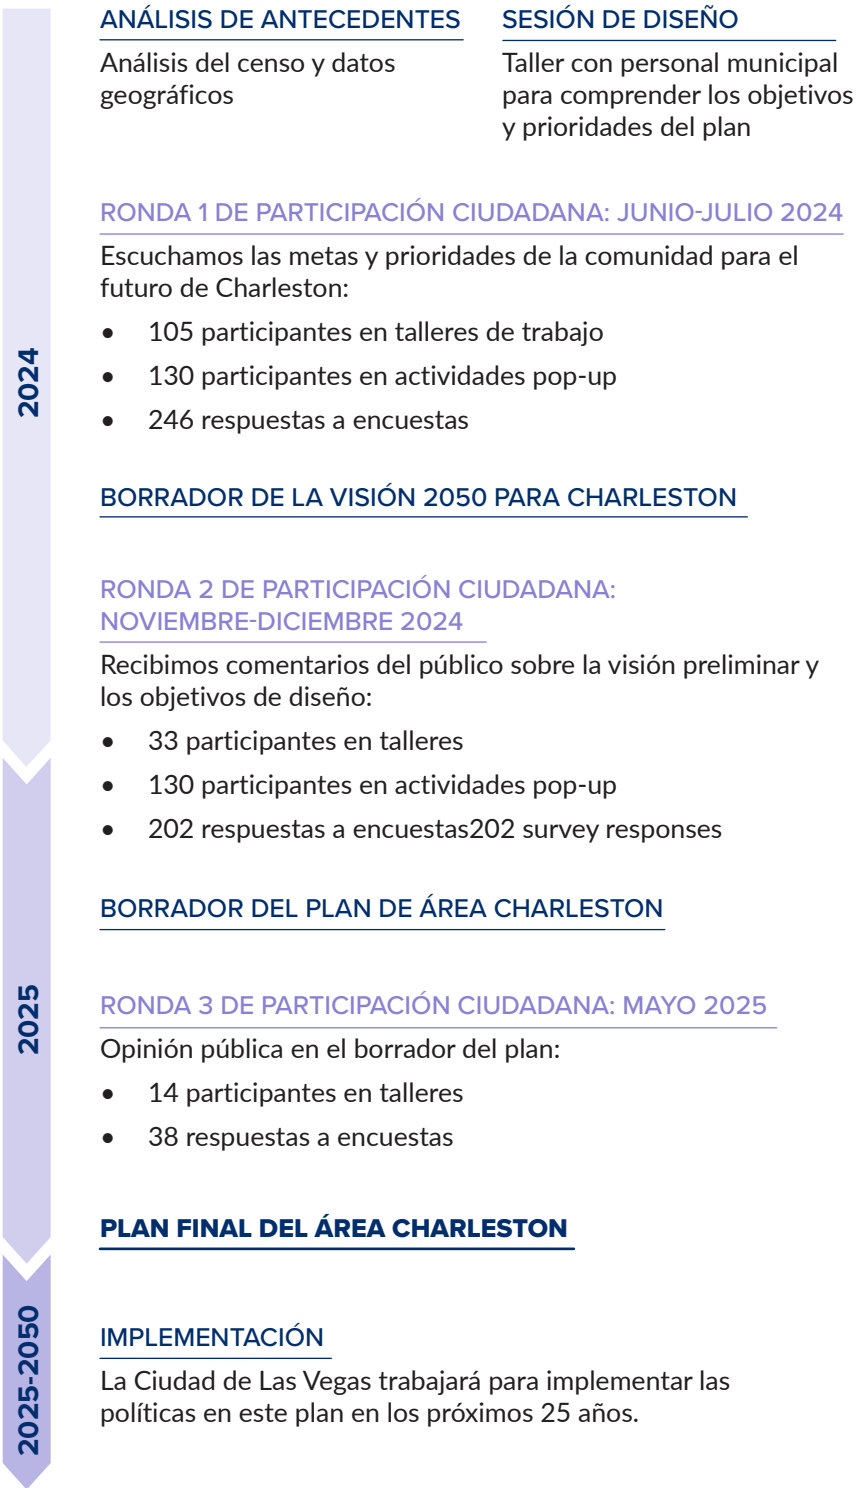 ANÁLISIS DE ANTECEDENTES
Análisis del censo y datos
geográficos
SESIÓN DE DISEÑO
Taller con personal municipal
para comprender los objetivos
y prioridades del plan
2024
RONDA 1 DE PARTICIPACIÓN CIUDADANA: JUNIO-JULIO 2024
Escuchamos las metas y prioridades de la comunidad para el
futuro de Charleston:
• 105 participantes en talleres de trabajo
• 130 participantes en actividades pop-up
• 246 respuestas a encuestas
BORRADOR DE LA VISIÓN 2050 PARA CHARLESTON
RONDA 2 DE PARTICIPACIÓN CIUDADANA:
NOVIEMBRE-DICIEMBRE 2024
Recibimos comentarios del público sobre la visión preliminar y
los objetivos de diseño:
• 33 participantes en talleres
• 130 participantes en actividades pop-up
• 202 respuestas a encuestas202 survey responses
2025
BORRADOR DEL PLAN DE ÁREA CHARLESTON
RONDA 3 DE PARTICIPACIÓN CIUDADANA: MAYO 2025
Opinión pública en el borrador del plan:
• 14 participantes en talleres
• 38 respuestas a encuestas
PLAN FINAL DEL ÁREA CHARLESTON
2025-2050
IMPLEMENTACIÓN
La Ciudad de Las Vegas trabajará para implementar las
políticas en este plan en los próximos 25 años.